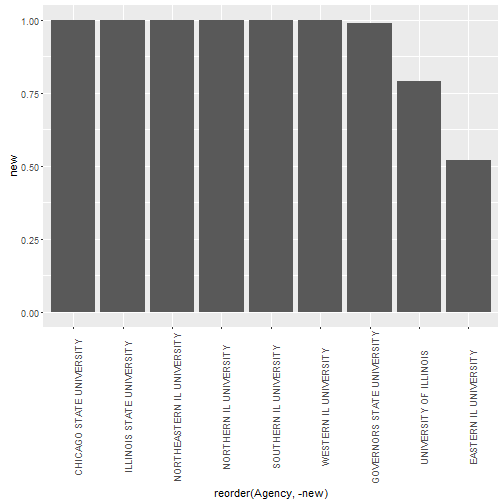 1.00
0.75
0.50
0.25
0.00
new
CHICAGO STATE UNIVERSITY
ILLINOIS STATE UNIVERSITY
NORTHEASTERN IL UNIVERSITY
NORTHERN IL UNIVERSITY
SOUTHERN IL UNIVERSITY
WESTERN IL UNIVERSITY
GOVERNORS STATE UNIVERSITY
UNIVERSITY OF ILLINOIS
EASTERN IL UNIVERSITY
reorder(Agency, -new)